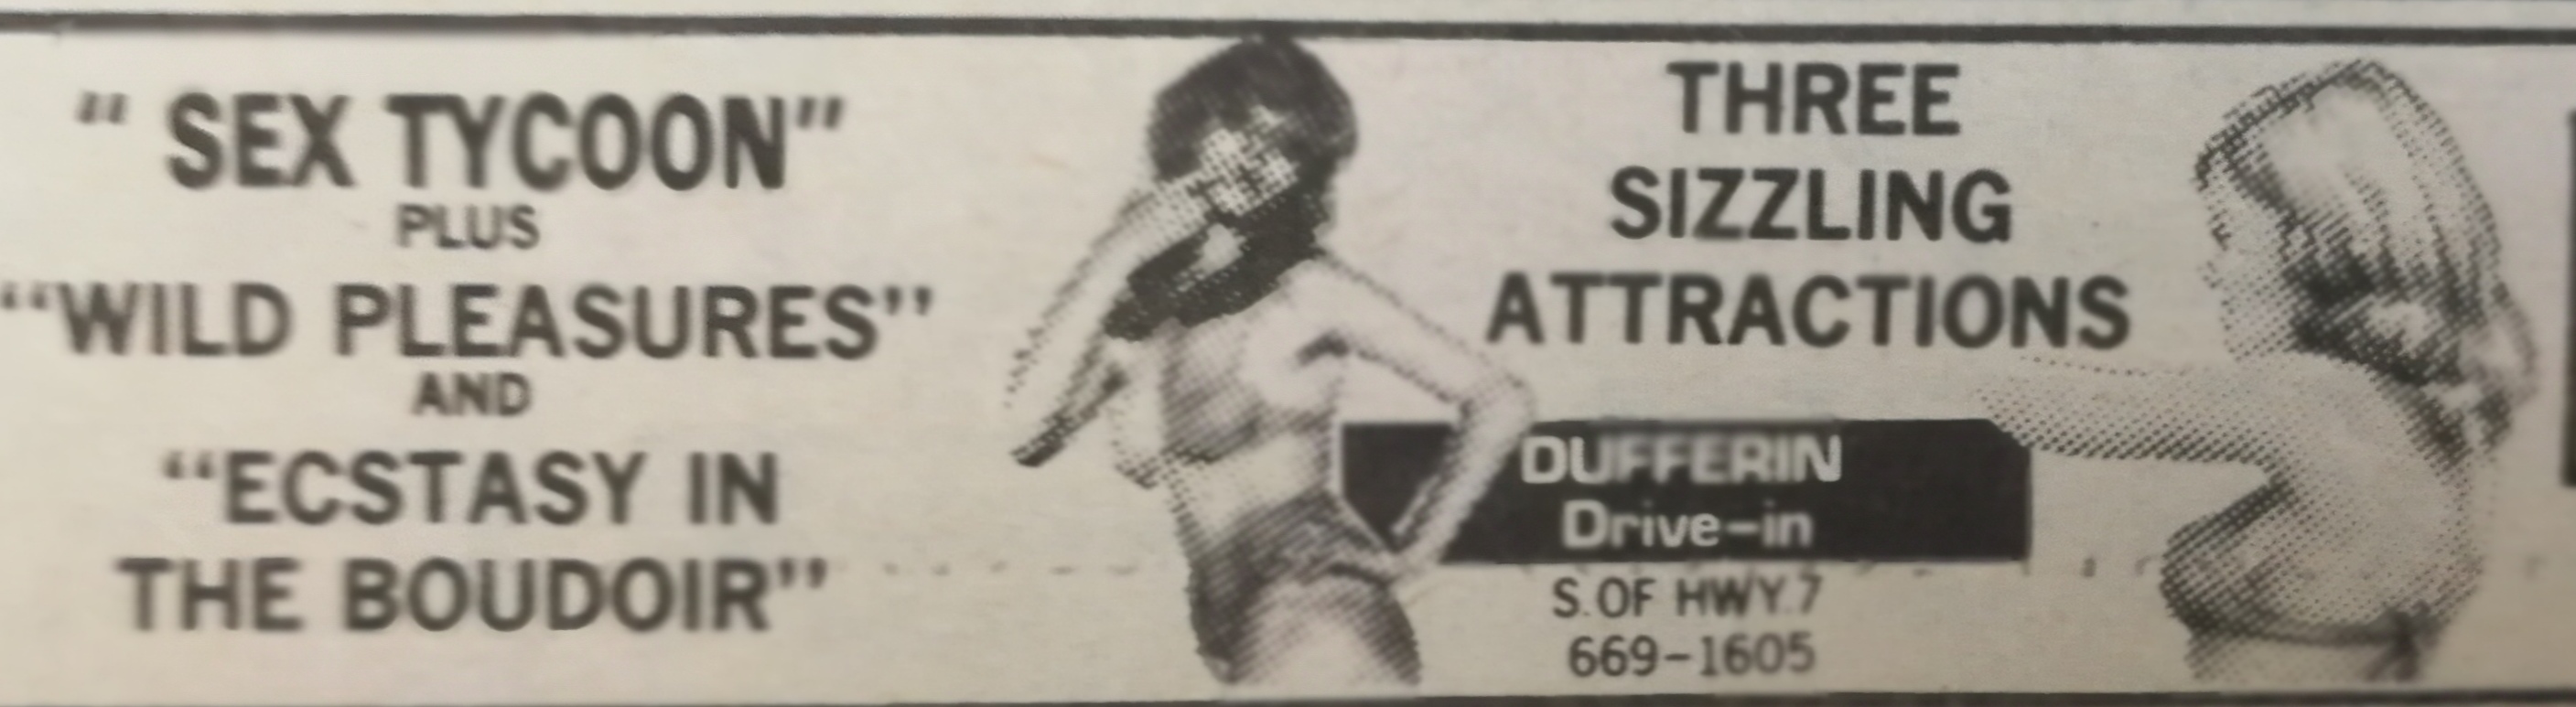 " SEX TYCOON"
PLUS
"WILD PLEASURES"
AND
"ECSTASY IN
THE BOUDOIR"
THREE
SIZZLING
ATTRACTIONS
DUFFERIN
Drive-in
S. OF HWY. 7
669-1605